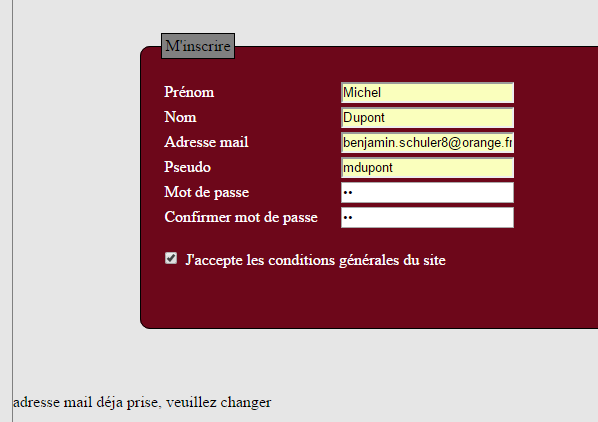 M'inscrire
Prénom Michel
Nom Dupont
Adresse mail benjamin.schuler8@orange.fr
Pseudo mdupont
Mot de passe ••
Confirmer mot de passe ••
J'accepte les conditions générales du site
adresse mail déja prise, veuillez changer